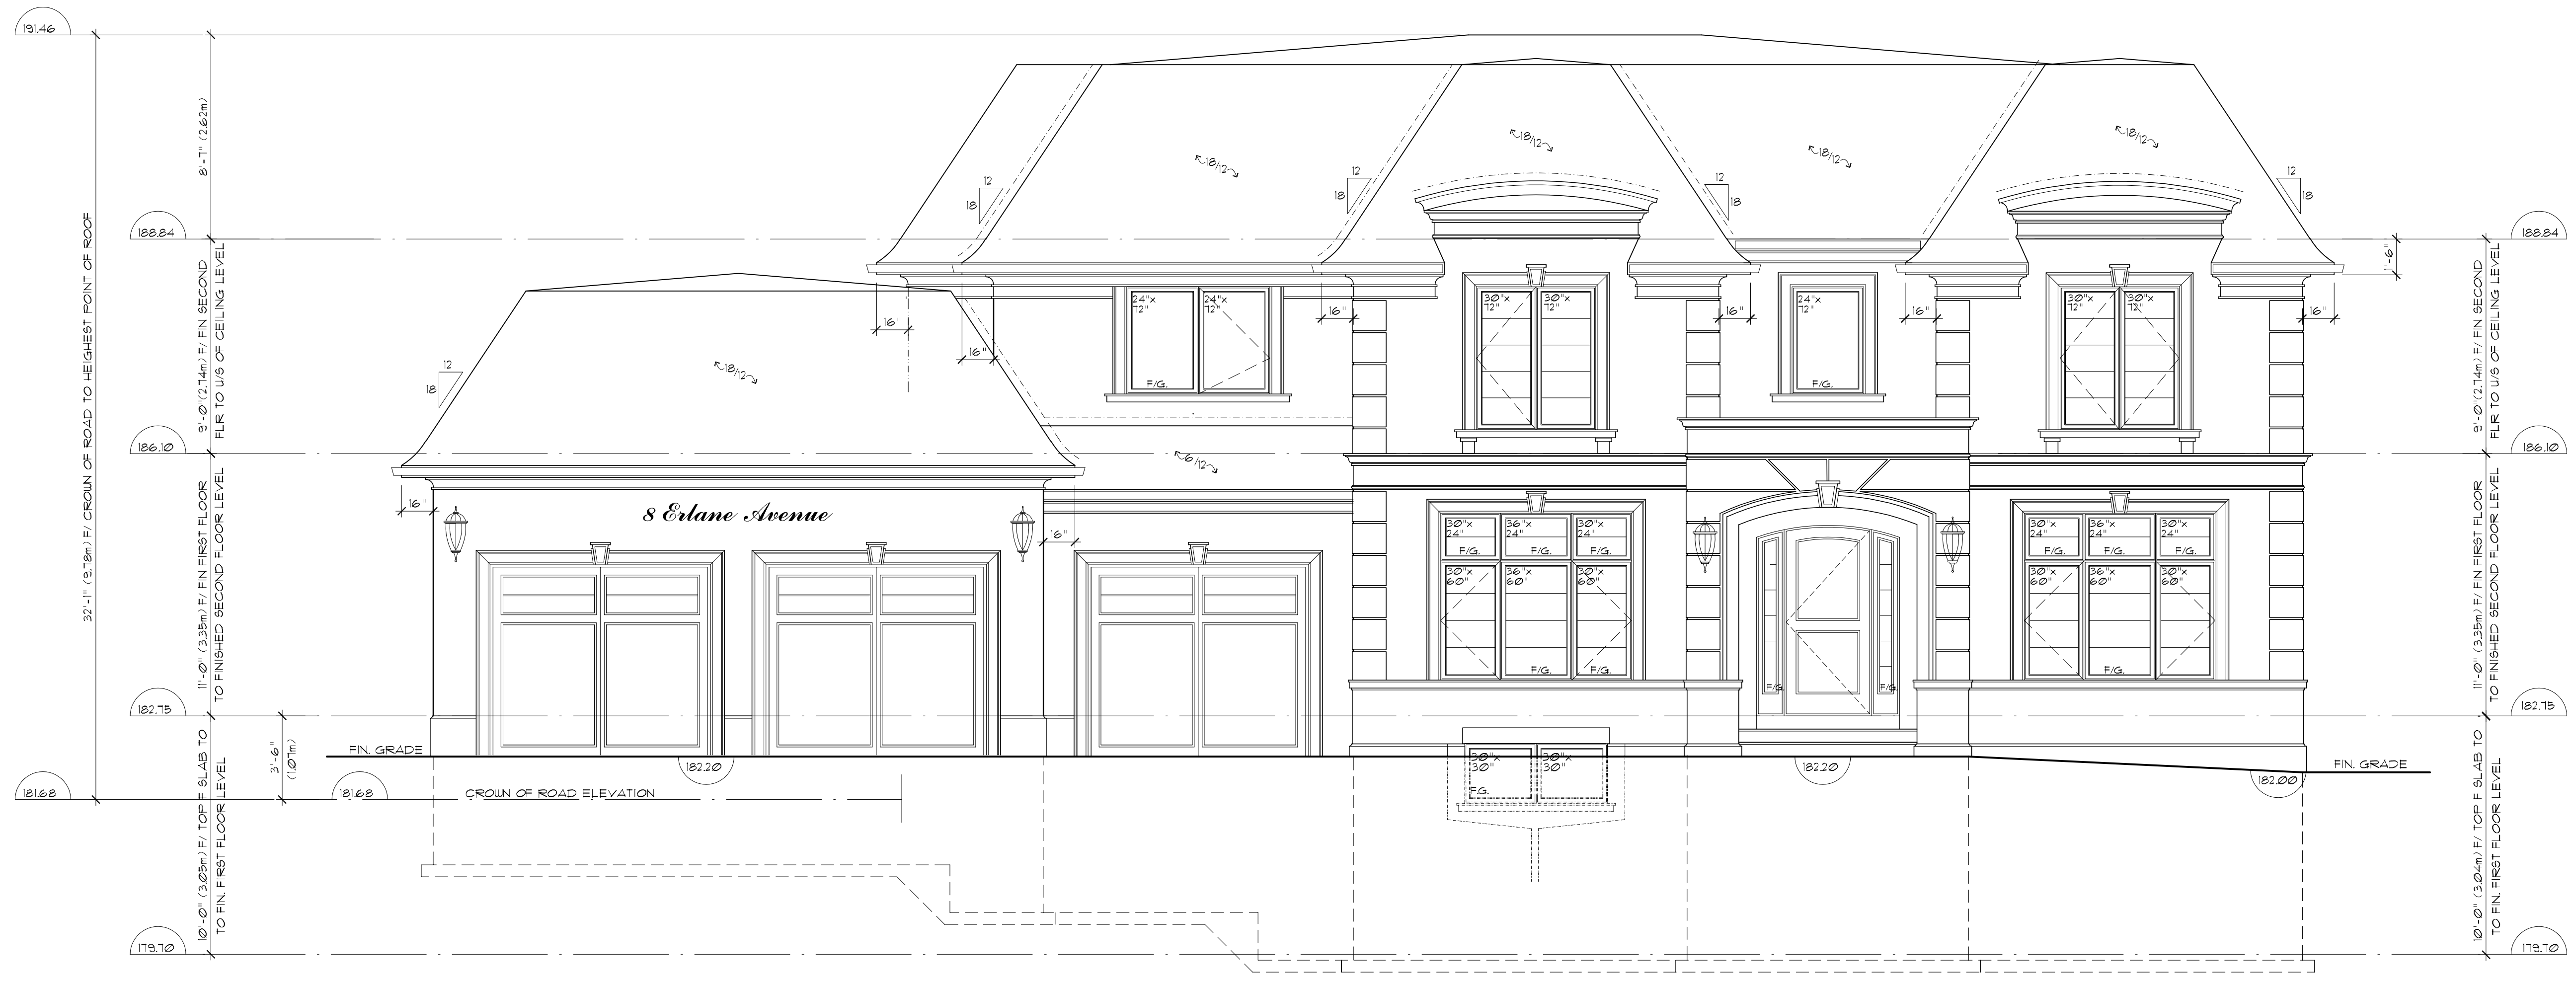 191.46
8'-7" (2.62m)
32'-1" (9.78m) F/ CROWN OF ROAD TO HEIGHEST POINT OF ROOF
188.84
9'-0"(2.74m) F/ FIN SECOND
FLR TO U/S OF CEILING LEVEL
186.10
11'-0" (3.35m) F/ FIN FIRST FLOOR
TO FINISHED SECOND FLOOR LEVEL
182.75
3'-6"
(1.07m)
10'-0" (3.05m) F/ TOP F SLAB TO
TO FIN. FIRST FLOOR LEVEL
181.68
179.70
FIN. GRADE
181.68
CROWN OF ROAD ELEVATION
182.20
12
18
18/12
16"
8 Erlane Avenue
16"
12
18
18/12
16"
16"
24"x
72"
F/G.
24"x
72"
16"
6/12
12
18
18/12
30"x
72"
30"x
72"
12
18
18/12
16"
24"x
72"
F/G.
16"
18/12
12
18
30"x
72"
30"x
72"
16"
1'-6"
30"x
24"
F/G.
36"x
24"
F/G.
30"x
24"
F/G.
30"x
60"
36"x
60"
F/G.
30"x
60"
F/G.
F/G.
F/G.
30"x
24"
F/G.
36"x
24"
F/G.
30"x
24"
F/G.
30"x
60"
36"x
60"
F/G.
30"x
60"
30"x
30"
F.G.
30"x
30"
182.20
182.00
FIN. GRADE
188.84
9'-0"(2.74m) F/ FIN SECOND
FLR TO U/S OF CEILING LEVEL
186.10
11'-0" (3.35m) F/ FIN FIRST FLOOR
TO FINISHED SECOND FLOOR LEVEL
182.75
10'-0" (3.04m) F/ TOP F SLAB TO
TO FIN. FIRST FLOOR LEVEL
179.70